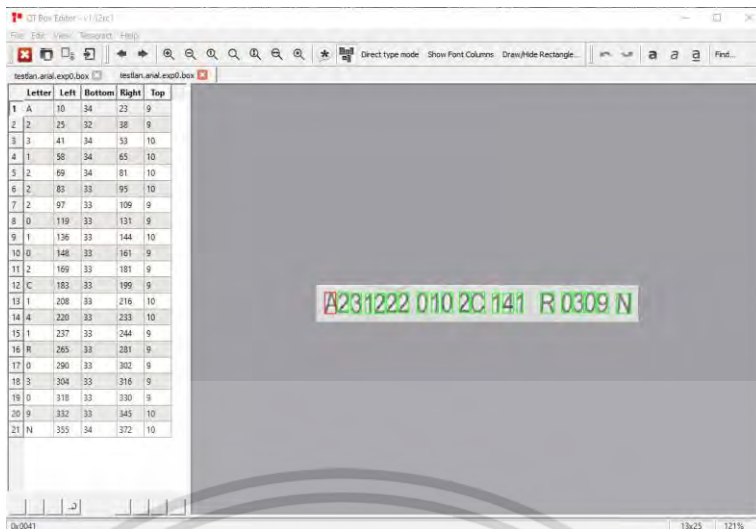 QT Box Editor - v1.12rc1
File Edit View Tesseract Help
Direct type mode Show Font Columns Draw/Hide Rectangle... a a a Find...
testlan.arial.exp0.box testlan.arial.exp0.box
Letter Left Bottom Right Top
1 A 10 34 23 9
2 2 25 32 38 9
3 3 41 34 53 10
4 1 58 34 65 10
5 2 69 34 81 10
6 2 83 33 95 10
7 2 97 33 109 9
8 0 119 33 131 9
9 1 136 33 144 10
10 0 148 33 161 9
11 2 169 33 181 9
12 C 183 33 199 9
13 1 208 33 216 10
14 4 220 33 233 10
15 1 237 33 244 9
16 R 265 33 281 9
17 0 290 33 302 9
18 3 304 33 316 9
19 0 318 33 330 9
20 9 332 33 345 10
21 N 355 34 372 10
A231222 010 2C 141 R 0309 N
0x0041 13x25 121%